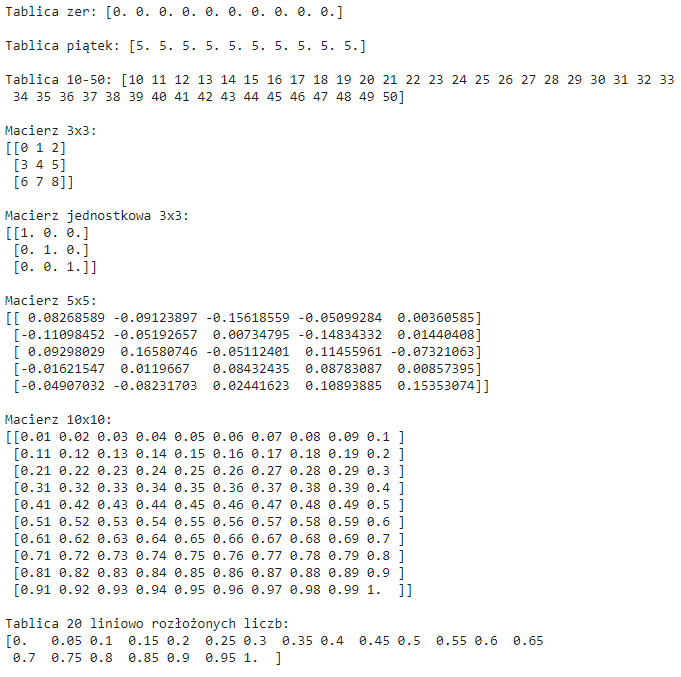 Tablica zer: [0. 0. 0. 0. 0. 0. 0. 0. 0. 0.]

Tablica piątek: [5. 5. 5. 5. 5. 5. 5. 5. 5. 5.]

Tablica 10-50: [10 11 12 13 14 15 16 17 18 19 20 21 22 23 24 25 26 27 28 29 30 31 32 33
 34 35 36 37 38 39 40 41 42 43 44 45 46 47 48 49 50]

Macierz 3x3:
[[0 1 2]
 [3 4 5]
 [6 7 8]]

Macierz jednostkowa 3x3:
[[1. 0. 0.]
 [0. 1. 0.]
 [0. 0. 1.]]

Macierz 5x5:
[[ 0.08268589 -0.09123897 -0.15618559 -0.05099284  0.00360585]
 [-0.11098452 -0.05192657  0.00734795 -0.14834332  0.01440408]
 [ 0.09298029  0.16580746 -0.05112401  0.11455961 -0.07321063]
 [-0.01621547  0.0119667   0.08432435  0.08783087  0.00857395]
 [-0.04907032 -0.08231703  0.02441623  0.10893885  0.15353074]]

Macierz 10x10:
[[0.01 0.02 0.03 0.04 0.05 0.06 0.07 0.08 0.09 0.1 ]
 [0.11 0.12 0.13 0.14 0.15 0.16 0.17 0.18 0.19 0.2 ]
 [0.21 0.22 0.23 0.24 0.25 0.26 0.27 0.28 0.29 0.3 ]
 [0.31 0.32 0.33 0.34 0.35 0.36 0.37 0.38 0.39 0.4 ]
 [0.41 0.42 0.43 0.44 0.45 0.46 0.47 0.48 0.49 0.5 ]
 [0.51 0.52 0.53 0.54 0.55 0.56 0.57 0.58 0.59 0.6 ]
 [0.61 0.62 0.63 0.64 0.65 0.66 0.67 0.68 0.69 0.7 ]
 [0.71 0.72 0.73 0.74 0.75 0.76 0.77 0.78 0.79 0.8 ]
 [0.81 0.82 0.83 0.84 0.85 0.86 0.87 0.88 0.89 0.9 ]
 [0.91 0.92 0.93 0.94 0.95 0.96 0.97 0.98 0.99 1.  ]]

Tablica 20 liniowo rozłożonych liczb:
[0.   0.05 0.1  0.15 0.2  0.25 0.3  0.35 0.4  0.45 0.5  0.55 0.6  0.65
 0.7  0.75 0.8  0.85 0.9  0.95 1.  ]